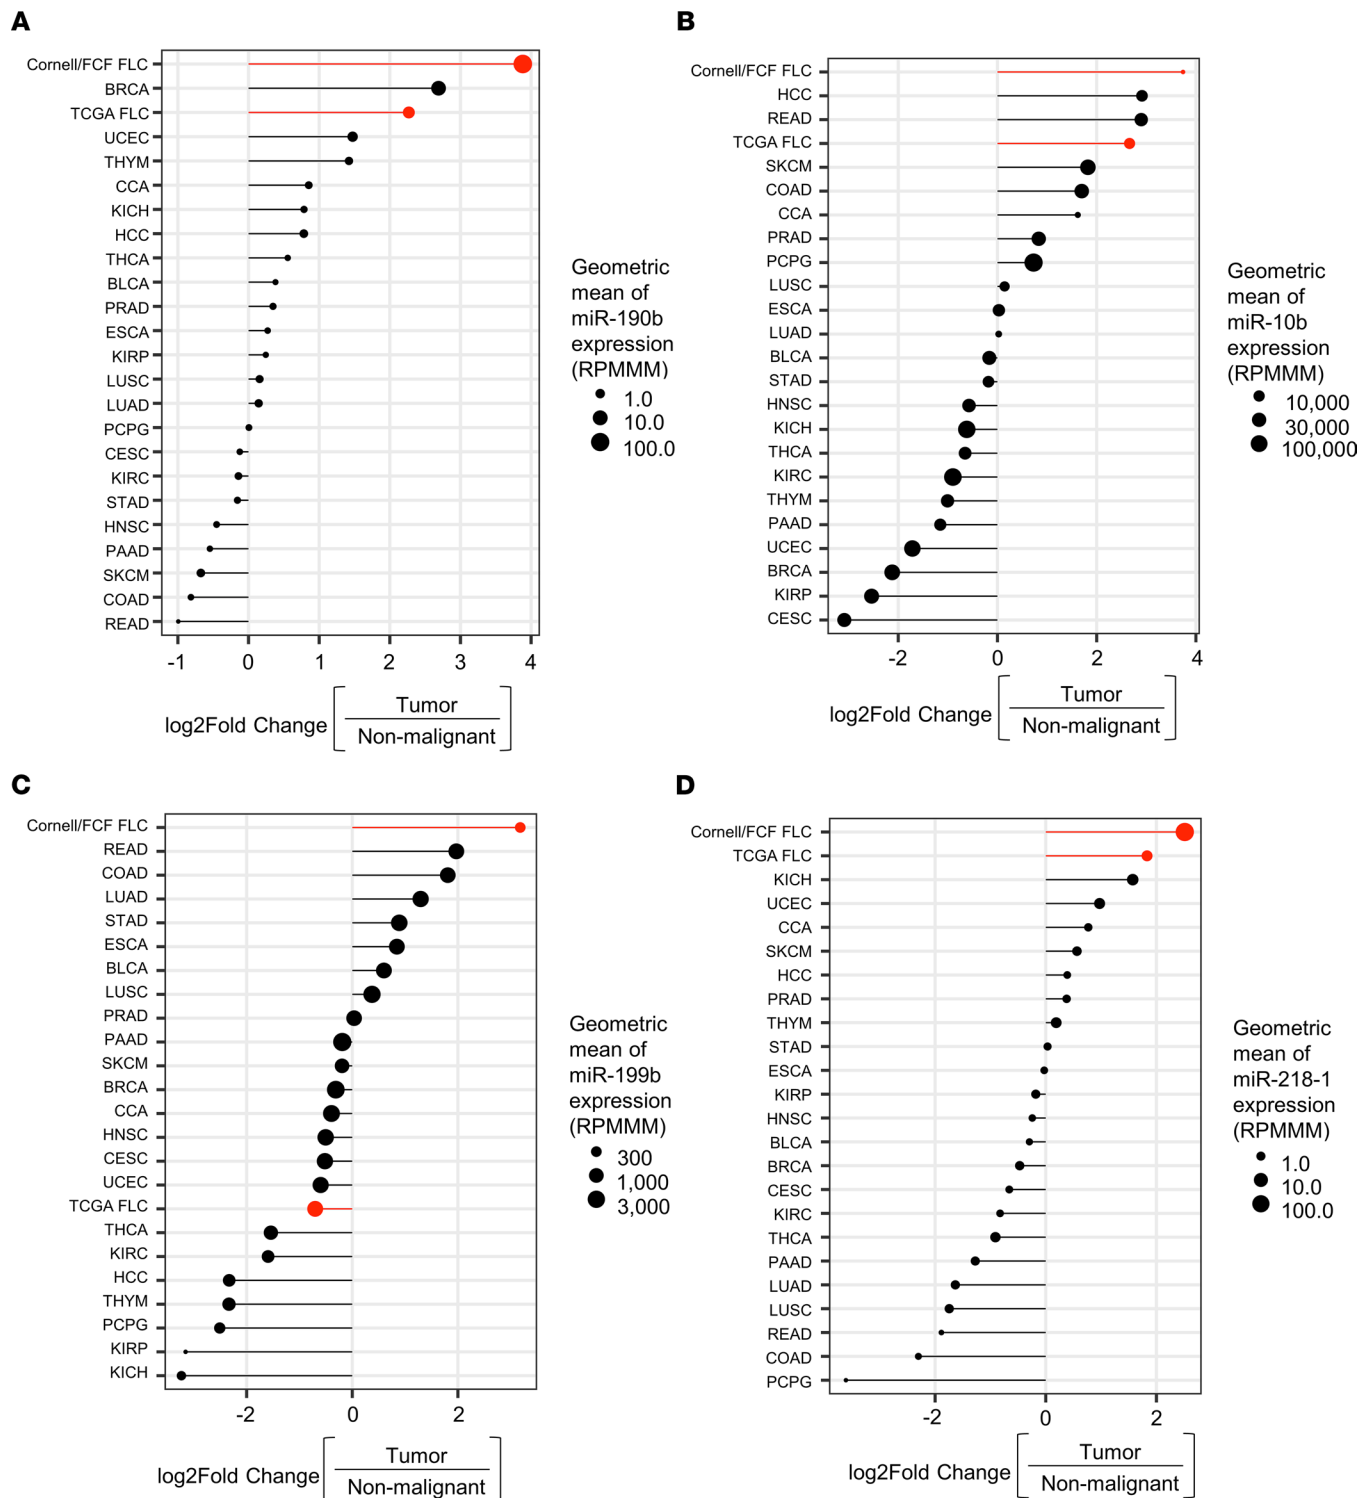 A
Cornell/FCF FLC
BRCA
TCGA FLC
UCEC
THYM
CCA
KICH
HCC
THCA
BLCA
PRAD
ESCA
KIRP
LUSC
LUAD
PCPG
CESC
KIRC
STAD
HNSC
PAAD
SKCM
COAD
READ
-1 0 1 2 3 4
log2Fold Change
Tumor
Non-malignant
Geometric
mean of
miR-190b
expression
(RPMMM)
1.0
10.0
100.0
B
Cornell/FCF FLC
HCC
READ
TCGA FLC
SKCM
COAD
CCA
PRAD
PCPG
LUSC
ESCA
LUAD
BLCA
STAD
HNSC
KICH
THCA
KIRC
THYM
PAAD
UCEC
BRCA
KIRP
CESC
-2 0 2 4
log2Fold Change
Tumor
Non-malignant
Geometric
mean of
miR-10b
expression
(RPMMM)
10,000
30,000
100,000
C
Cornell/FCF FLC
READ
COAD
LUAD
STAD
ESCA
BLCA
LUSC
PRAD
PAAD
SKCM
BRCA
CCA
HNSC
CESC
UCEC
TCGA FLC
THCA
KIRC
HCC
THYM
PCPG
KIRP
KICH
-2 0 2
log2Fold Change
Tumor
Non-malignant
Geometric
mean of
miR-199b
expression
(RPMMM)
300
1,000
3,000
D
Cornell/FCF FLC
TCGA FLC
KICH
UCEC
CCA
SKCM
HCC
PRAD
THYM
STAD
ESCA
KIRP
HNSC
BLCA
BRCA
CESC
KIRC
THCA
PAAD
LUAD
LUSC
READ
COAD
PCPG
-2 0 2
log2Fold Change
Tumor
Non-malignant
Geometric
mean of
miR-218-1
expression
(RPMMM)
1.0
10.0
100.0